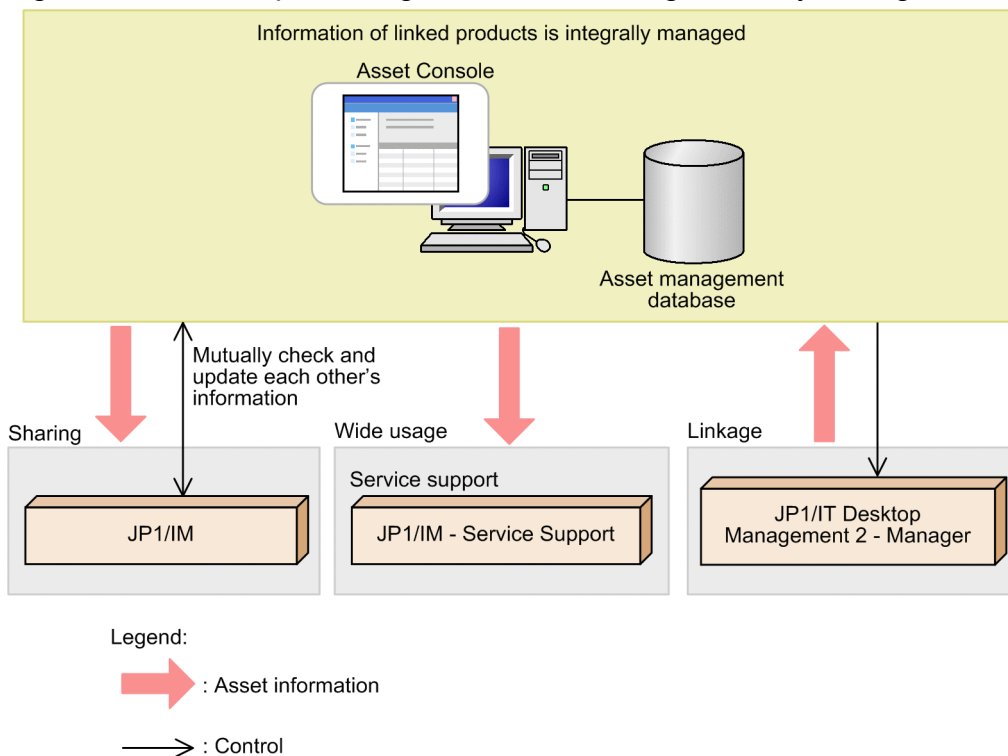 Information of linked products is integrally managed
Asset Console
Asset management
database
Mutually check and
update each other's
information
Sharing
Wide usage
Linkage
Service support
JP1/IM
JP1/IM - Service Support
JP1/IT Desktop
Management 2 - Manager
Legend:
: Asset information
: Control